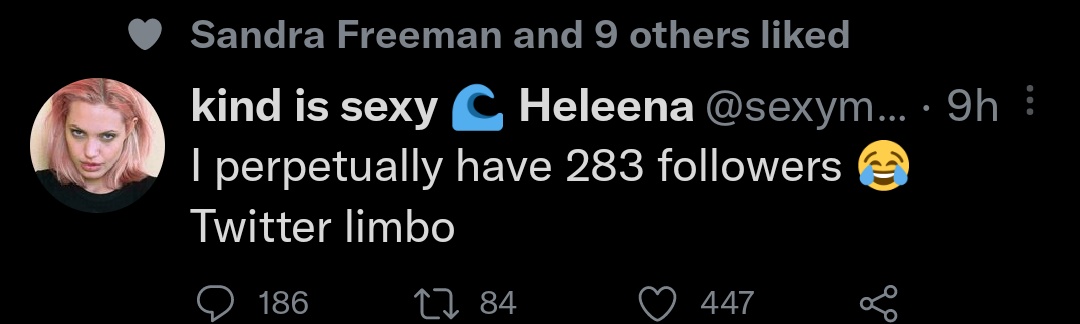 Sandra Freeman and 9 others liked
kind is sexy 🌊 Heleena @sexym... · 9h
I perpetually have 283 followers 😂
Twitter limbo
186 84 447